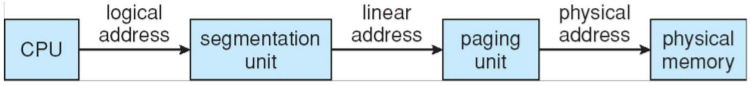 CPU
logical
address
segmentation
unit
linear
address
paging
unit
physical
address
physical
memory